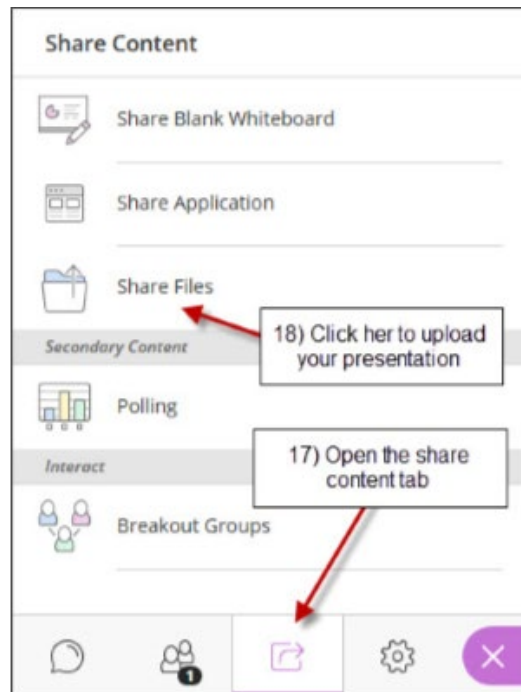 Share Content
Share Blank Whiteboard
Share Application
Share Files
18) Click her to upload
your presentation
Secondary Content
Polling
17) Open the share
content tab
Interact
Breakout Groups
1